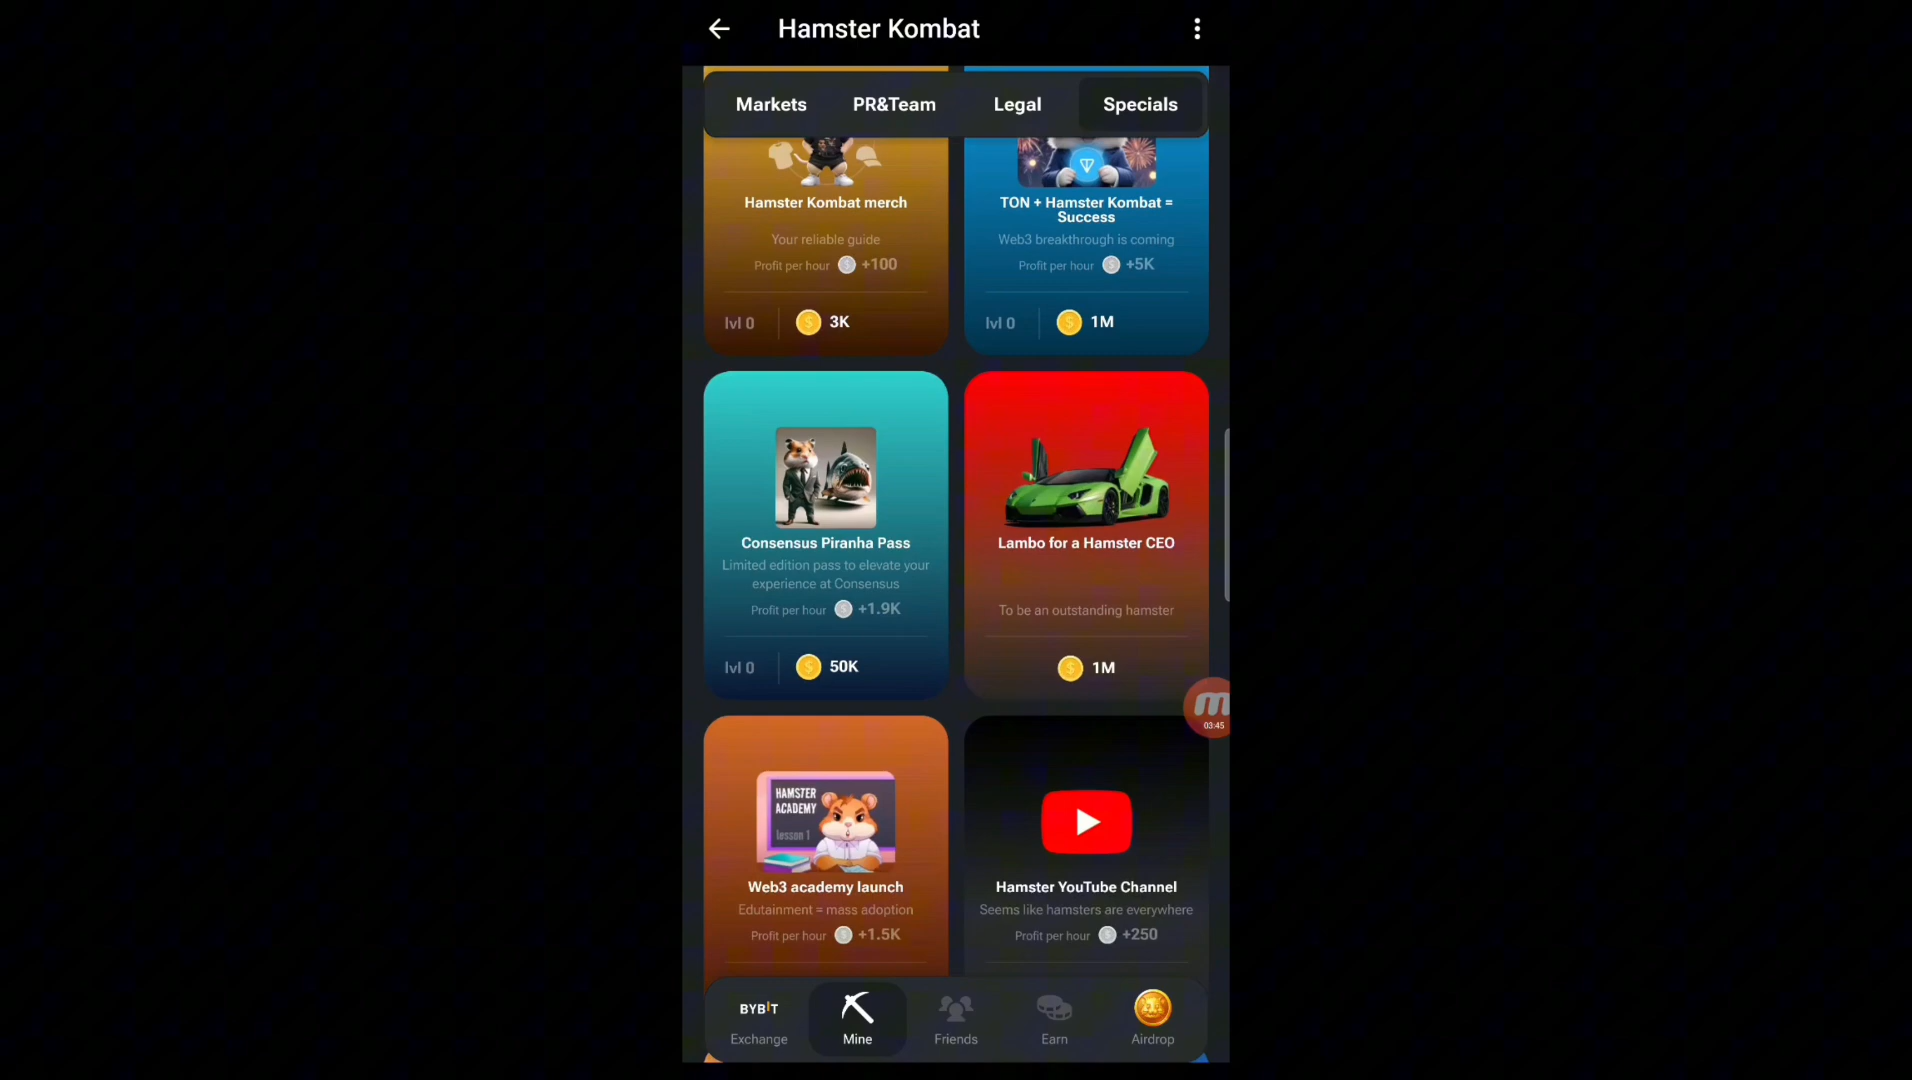 Hamster Kombat
Markets
PR&Team
Legal
Specials
Hamster Kombat merch
Your reliable guide
Profit per hour +100
lvl 0
3K
TON + Hamster Kombat =
Success
Web3 breakthrough is coming
Profit per hour +5K
lvl 0
1M
Consensus Piranha Pass
Limited edition pass to elevate your
experience at Consensus
Profit per hour +1.9K
lvl 0
50K
Lambo for a Hamster CEO
To be an outstanding hamster
1M
03:45
HAMSTER
ACADEMY
lesson 1
Web3 academy launch
Edutainment = mass adoption
Profit per hour +1.5K
Hamster YouTube Channel
Seems like hamsters are everywhere
Profit per hour +250
BYBIT
Exchange
Mine
Friends
Earn
Airdrop